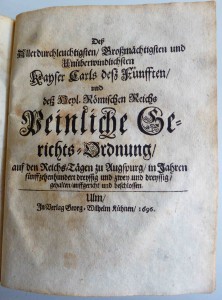 Deß
Allerdurchleuchtigsten / Großmächtigsten und
Unüberwindlichsten
Kayser Carls deß Fünfften /
und
deß Heyl. Römischen Reichs
Peinliche Ge-
richts-Ordnung /
auf den Reichs-Tägen zu Augspurg / in Jahren
fünffzehenhundert dreyssig und zwey und dreyssig /
gehalten / auffgericht und beschlossen.
Ulm /
In Verlag Georg-Wilhelm Kühnen / 1696.